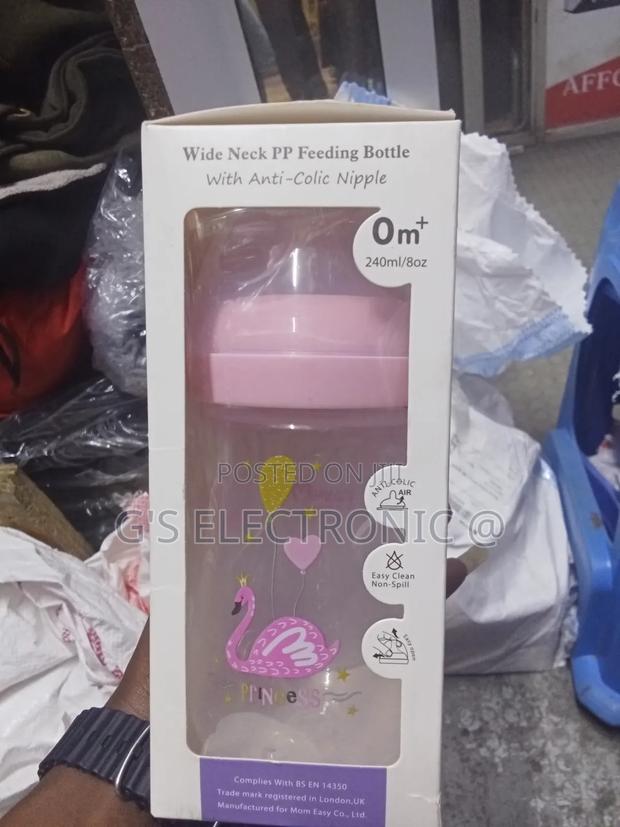 AFFO
Wide Neck PP Feeding Bottle
With Anti-Colic Nipple
0m+
240ml/8oz
POSTED ON JIJI
G'S ELECTRONIC @
ANTI-COLIC
AIR
Easy Clean
Non-Spill
Easy open
PRINCESS
Complies With BS EN 14350
Trade mark registered in London,UK
Manufactured for Mom Easy Co., Ltd.